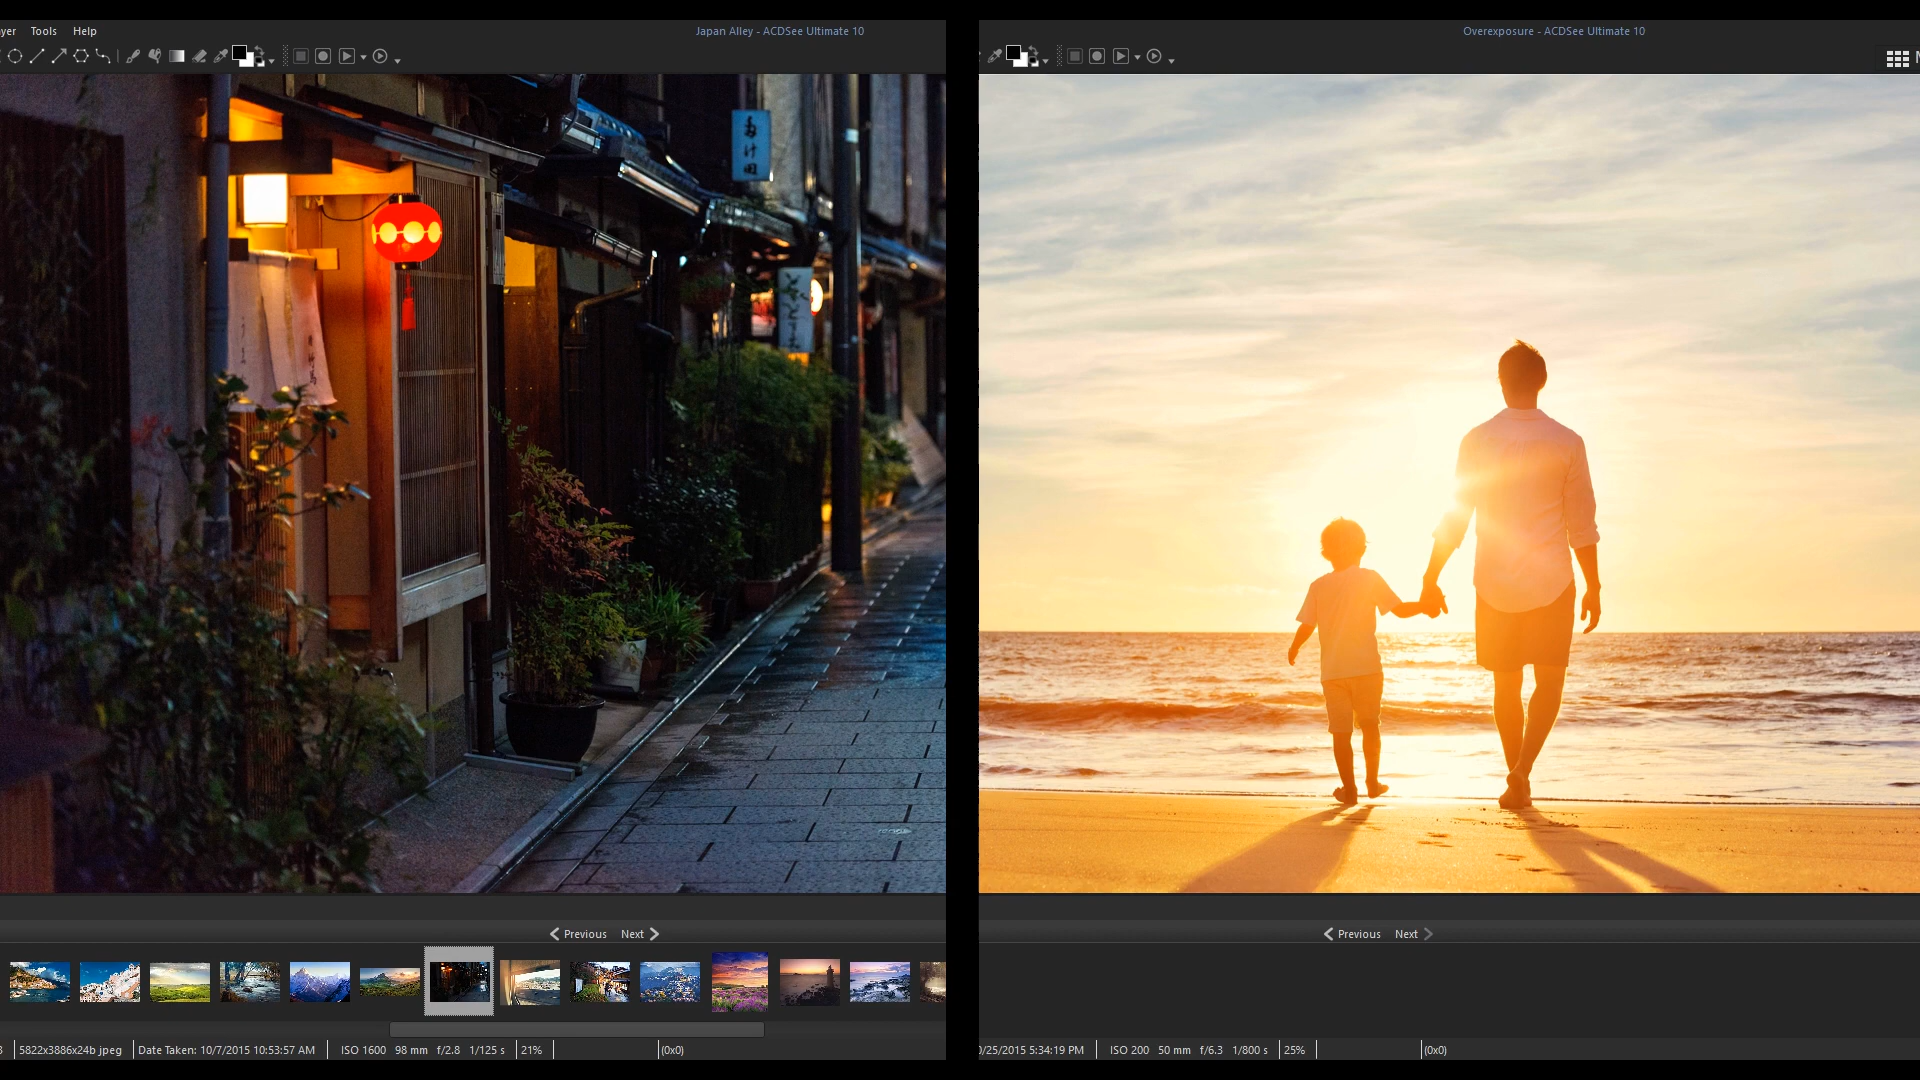 yer Tools Help
Japan Alley - ACDSee Ultimate 10
Previous Next
5822x3886x24b jpeg Date Taken: 10/7/2015 10:53:57 AM ISO 1600 98 mm f/2.8 1/125 s 21% (0x0)
Overexposure - ACDSee Ultimate 10
Previous Next
0/25/2015 5:34:19 PM ISO 200 50 mm f/6.3 1/800 s 25% (0x0)